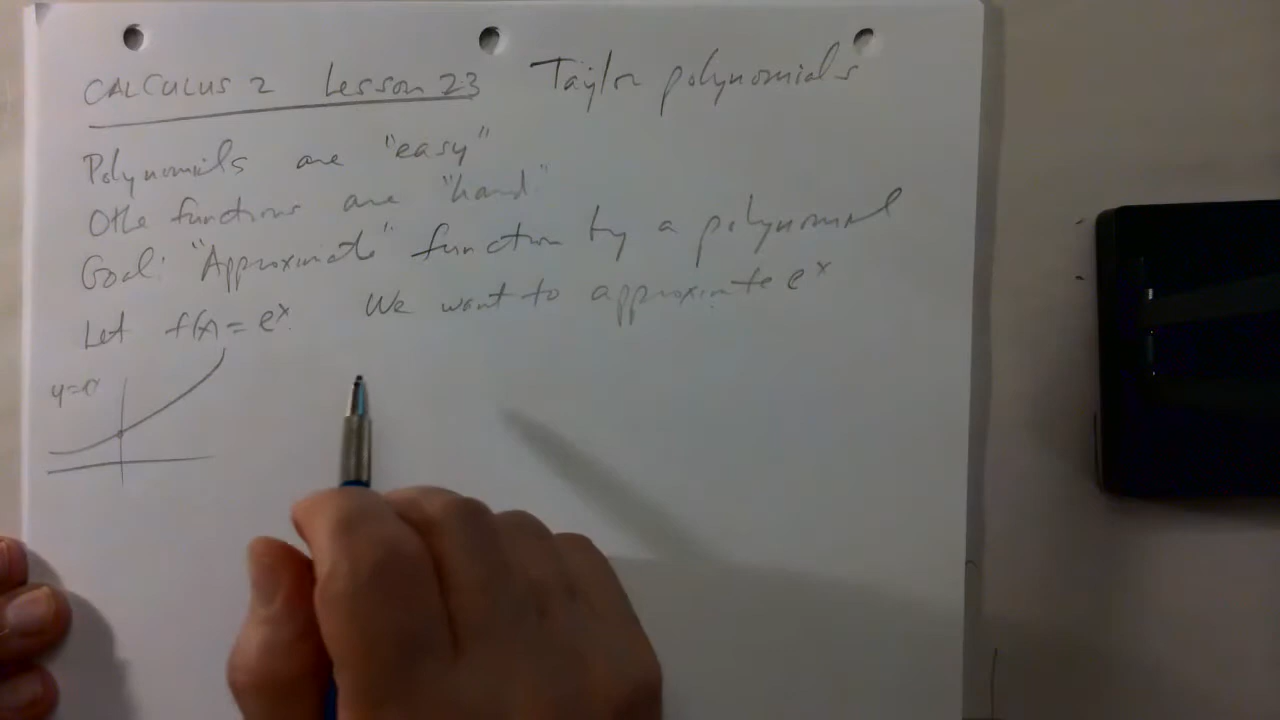 CALCULUS 2 Lesson 23 Taylor polynomials
Polynomials are "easy"
Othe functions are "hard"
Goal: "Approximate" function by a polynomial
Let f(x) = e^x. We want to approximate e^x
y=e^x